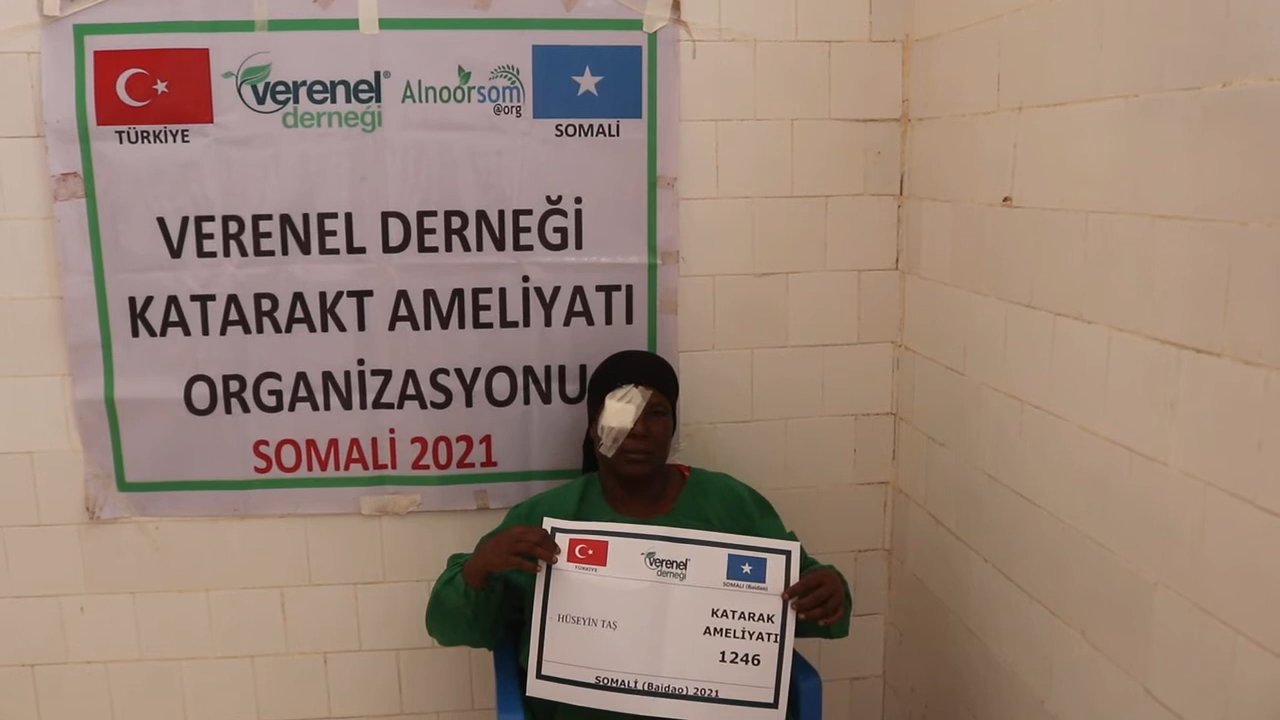 TÜRKİYE
verenel®
derneği
Alnoorsom
@org
SOMALİ
VERENEL DERNEĞİ
KATARAKT AMELİYATI
ORGANİZASYONU
SOMALİ 2021
TÜRKİYE
verenel
derneği
SOMALİ (Baidao)
HÜSEYİN TAŞ
KATARAK
AMELİYATI
1246
SOMALİ (Baidao) 2021